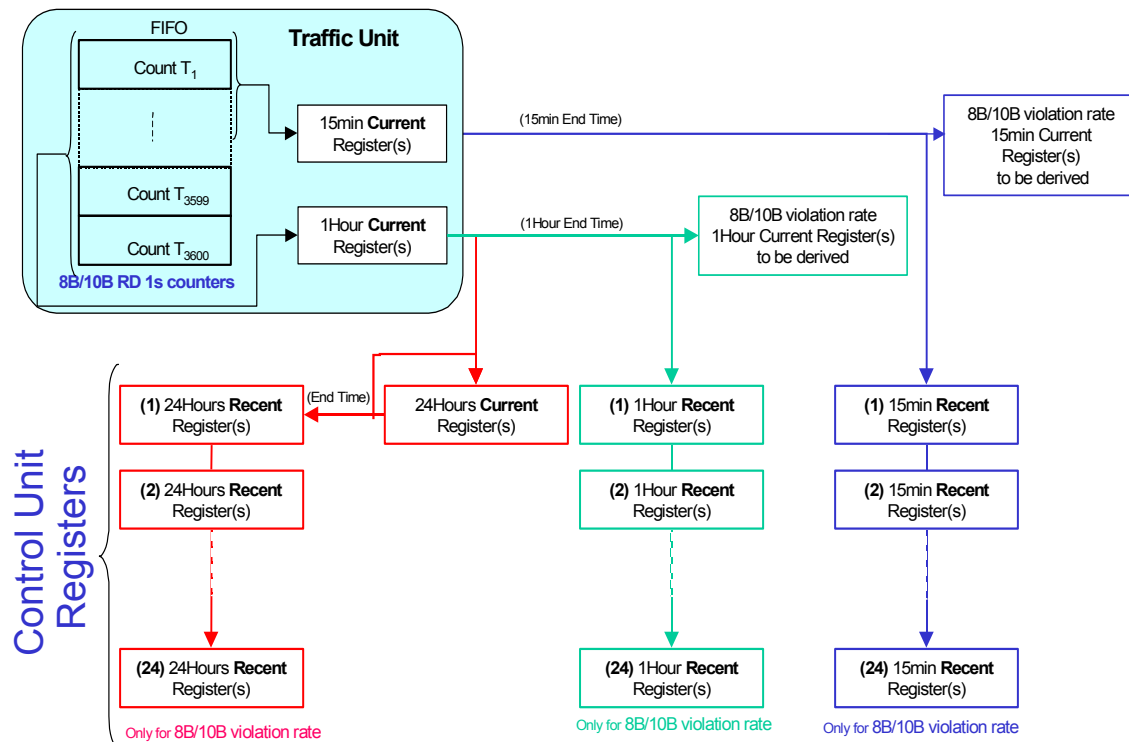 FIFO
Traffic Unit
Count T1
15min Current
Register(s)
Count T3599
Count T3600
1Hour Current
Register(s)
8B/10B RD 1s counters
(15min End Time)
8B/10B violation rate
15min Current
Register(s)
to be derived
(1Hour End Time)
8B/10B violation rate
1Hour Current Register(s)
to be derived
Control Unit
Registers
(1) 24Hours Recent
Register(s)
(End Time)
24Hours Current
Register(s)
(1) 1Hour Recent
Register(s)
(1) 15min Recent
Register(s)
(2) 24Hours Recent
Register(s)
(2) 1Hour Recent
Register(s)
(2) 15min Recent
Register(s)
(24) 24Hours Recent
Register(s)
(24) 1Hour Recent
Register(s)
(24) 15min Recent
Register(s)
Only for 8B/10B violation rate
Only for 8B/10B violation rate
Only for 8B/10B violation rate